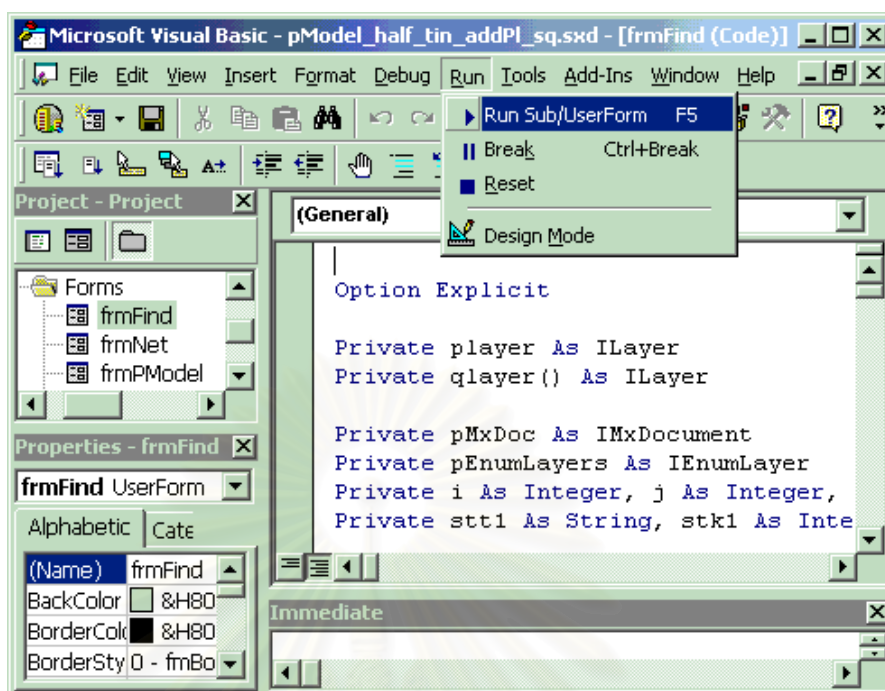 Microsoft Visual Basic - pModel_half_tin_addPl_sq.sxd - [frmFind (Code)]
File Edit View Insert Format Debug Run Tools Add-Ins Window Help
Run Sub/UserForm F5
Break Ctrl+Break
Reset
Design Mode
Project - Project
Forms
frmFind
frmNet
frmPModel
Properties - frmFind
frmFind UserForm
Alphabetic Cate
(Name) frmFind
BackColor &H80
BorderColo &H80
BorderSty 0 - fmBo
(General)
Option Explicit
Private player As ILayer
Private qlayer() As ILayer
Private pMxDoc As IMxDocument
Private pEnumLayers As IEnumLayer
Private i As Integer, j As Integer,
Private stt1 As String, stk1 As Inte
Immediate